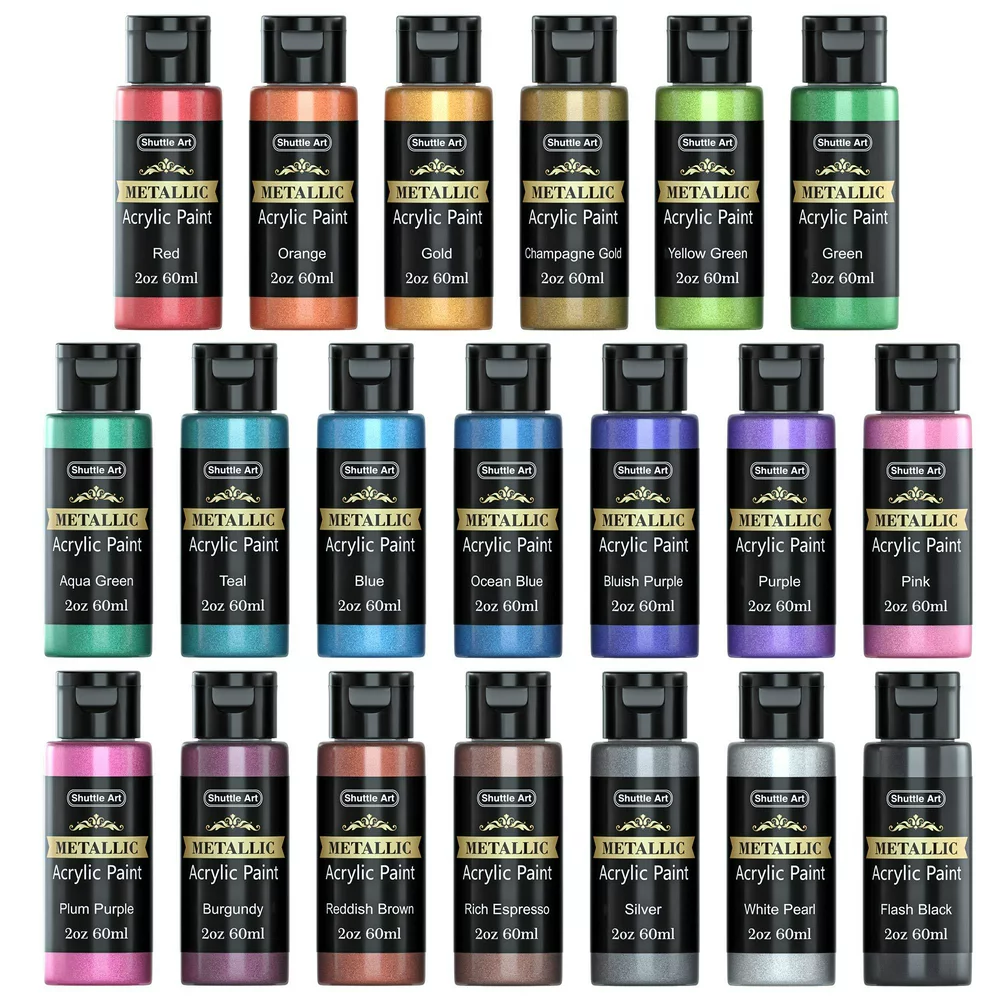 Shuttle Art
METALLIC
Acrylic Paint
Red
2oz 60ml
Shuttle Art
METALLIC
Acrylic Paint
Orange
2oz 60ml
Shuttle Art
METALLIC
Acrylic Paint
Gold
2oz 60ml
Shuttle Art
METALLIC
Acrylic Paint
Champagne Gold
2oz 60ml
Shuttle Art
METALLIC
Acrylic Paint
Yellow Green
2oz 60ml
Shuttle Art
METALLIC
Acrylic Paint
Green
2oz 60ml
Shuttle Art
METALLIC
Acrylic Paint
Aqua Green
2oz 60ml
Shuttle Art
METALLIC
Acrylic Paint
Teal
2oz 60ml
Shuttle Art
METALLIC
Acrylic Paint
Blue
2oz 60ml
Shuttle Art
METALLIC
Acrylic Paint
Ocean Blue
2oz 60ml
Shuttle Art
METALLIC
Acrylic Paint
Bluish Purple
2oz 60ml
Shuttle Art
METALLIC
Acrylic Paint
Purple
2oz 60ml
Shuttle Art
METALLIC
Acrylic Paint
Pink
2oz 60ml
Shuttle Art
METALLIC
Acrylic Paint
Plum Purple
2oz 60ml
Shuttle Art
METALLIC
Acrylic Paint
Burgundy
2oz 60ml
Shuttle Art
METALLIC
Acrylic Paint
Reddish Brown
2oz 60ml
Shuttle Art
METALLIC
Acrylic Paint
Rich Espresso
2oz 60ml
Shuttle Art
METALLIC
Acrylic Paint
Silver
2oz 60ml
Shuttle Art
METALLIC
Acrylic Paint
White Pearl
2oz 60ml
Shuttle Art
METALLIC
Acrylic Paint
Flash Black
2oz 60ml